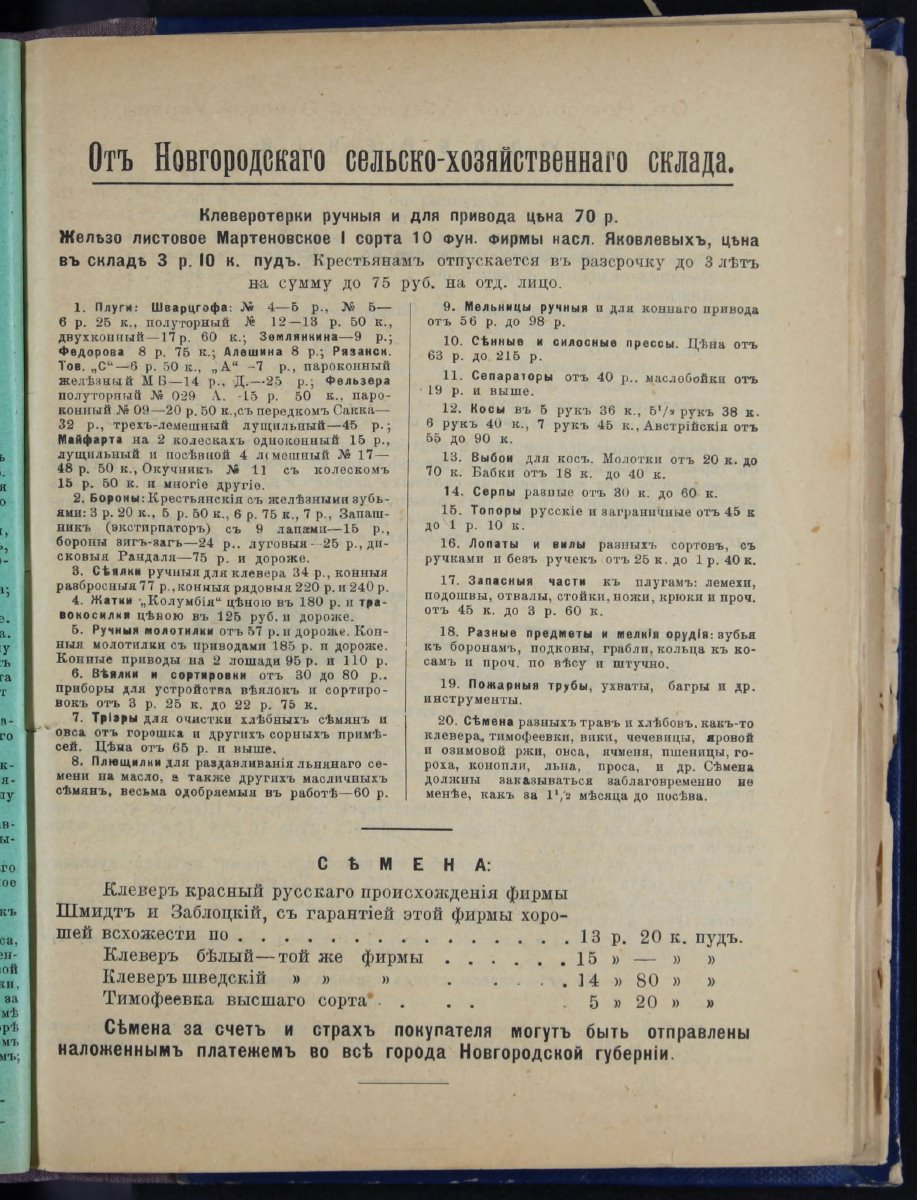 Отъ Новгородскаго сельско-хозяйственнаго склада.
Клеверотерки ручныя и для привода цѣна 70 р.
Желѣзо листовое Мартеновское I сорта 10 фун. фирмы насл. Яковлевыхъ, цѣна
въ складѣ 3 р. 10 к. пудъ. Крестьянамъ отпускается въ разсрочку до 3 лѣтъ
на сумму до 75 руб. на отд. лицо.
1. Плуги: Шварцгофа: № 4—5 р., № 5—
6 р. 25 к., полуторный № 12—13 р. 50 к.,
двухконный—17 р. 60 к.; Землянкина—9 р.;
Федорова 8 р. 75 к.; Алешина 8 р.; Рязанск.
Тов. „С“—6 р. 50 к., „А“ -7 р., пароконный
желѣзный М Б—14 р., Д.—25 р.; Фельзера
полуторный № 029 А. -15 р. 50 к., паро-
конный № 09—20 р. 50 к., съ передкомъ Сакка—
32 р., трехъ-лемешный лущильный—45 р.;
Майфарта на 2 колескахъ одноконный 15 р.,
лущильный и посѣвной 4 лемешный № 17—
48 р. 50 к., Окучникъ № 11 съ колескомъ
15 р. 50 к. и многіе другіе.
2. Бороны: Крестьянскія съ желѣзными зубь-
ями: 3 р. 20 к., 5 р. 50 к., 6 р. 75 к., 7 р., Запаш-
никъ (экстирпаторъ) съ 9 лапами—15 р.,
бороны зигъ-загъ—24 р.. луговыя--25 р., ди-
сковыя Рандаля—75 р. и дороже.
3. Сѣялки ручныя для клевера 34 р., конныя
разбросныя 77 р., конныя рядовыя 220 р. и 240 р.
4. Жатки „Колумбія“ цѣною въ 180 р. и тра-
вокосилки цѣною въ 125 руб. и дороже.
5. Ручныя молотилки отъ 57 р. и дороже. Кон-
ныя молотилки съ приводами 185 р. и дороже.
Конные приводы на 2 лошади 95 р. и 110 р.
6. Вѣялки и сортировки отъ 30 до 80 р..
приборы для устройства вѣялокъ и сортиро-
вокъ отъ 3 р. 25 к. до 22 р. 75 к.
7. Тріэры для очистки хлѣбныхъ сѣмянъ и
овса отъ горошка и другихъ сорныхъ примѣ-
сей. Цѣна отъ 65 р. и выше.
8. Плющилки для раздавливанія льнянаго се-
мени на масло, а также другихъ масличныхъ
сѣмянъ, весьма одобряемыя въ работѣ—60 р.
9. Мельницы ручныя и для коннаго привода
отъ 56 р. до 98 р.
10. Сѣнные и силосные прессы. Цѣна отъ
63 р. до 215 р.
11. Сепараторы отъ 40 р.. маслобойки отъ
19 р. и выше.
12. Косы въ 5 рукъ 36 к., 5¹/₂ рукъ 38 к.
6 рукъ 40 к., 7 рукъ 45 к., Австрійскія отъ
55 до 90 к.
13. Выбои для косъ. Молотки отъ 20 к. до
70 к. Бабки отъ 18 к. до 40 к.
14. Серпы разные отъ 30 к. до 60 к.
15. Топоры русскіе и заграничные отъ 45 к
до 1 р. 10 к.
16. Лопаты и вилы разныхъ сортовъ, съ
ручками и безъ ручекъ отъ 25 к. до 1 р. 40 к.
17. Запасныя части къ плугамъ: лемехи,
подошвы, отвалы, стойки, ножи, крюки и проч.
отъ 45 к. до 3 р. 60 к.
18. Разные предметы и мелкія орудія: зубья
къ боронамъ, подковы, грабли, кольца къ ко-
самъ и проч. по вѣсу и штучно.
19. Пожарныя трубы, ухваты, багры и др.
инструменты.
20. Сѣмена разныхъ травъ и хлѣбовъ, какъ-то
клевера, тимофеевки, вики, чечевицы, яровой
и озимовой ржи, овса, ячменя, пшеницы, го-
роха, конопли, льна, проса, и др. Сѣмена
должны заказываться заблаговременно не
менѣе, какъ за 1¹/₂ мѣсяца до посѣва.
СѢМЕНА:
Клеверъ красный русскаго происхожденія фирмы
Шмидтъ и Заблоцкій, съ гарантіей этой фирмы хоро-
шей всхожести по . . . . . . . . . . . . . . . 13 р. 20 к. пудъ.
Клеверъ бѣлый—той же фирмы . . . . . . 15 » — » »
Клеверъ шведскій » » » . . . . . 14 » 80 » »
Тимофеевка высшаго сорта . . . . . 5 » 20 » »
Сѣмена за счетъ и страхъ покупателя могутъ быть отправлены
наложеннымъ платежемъ во всѣ города Новгородской губерніи.